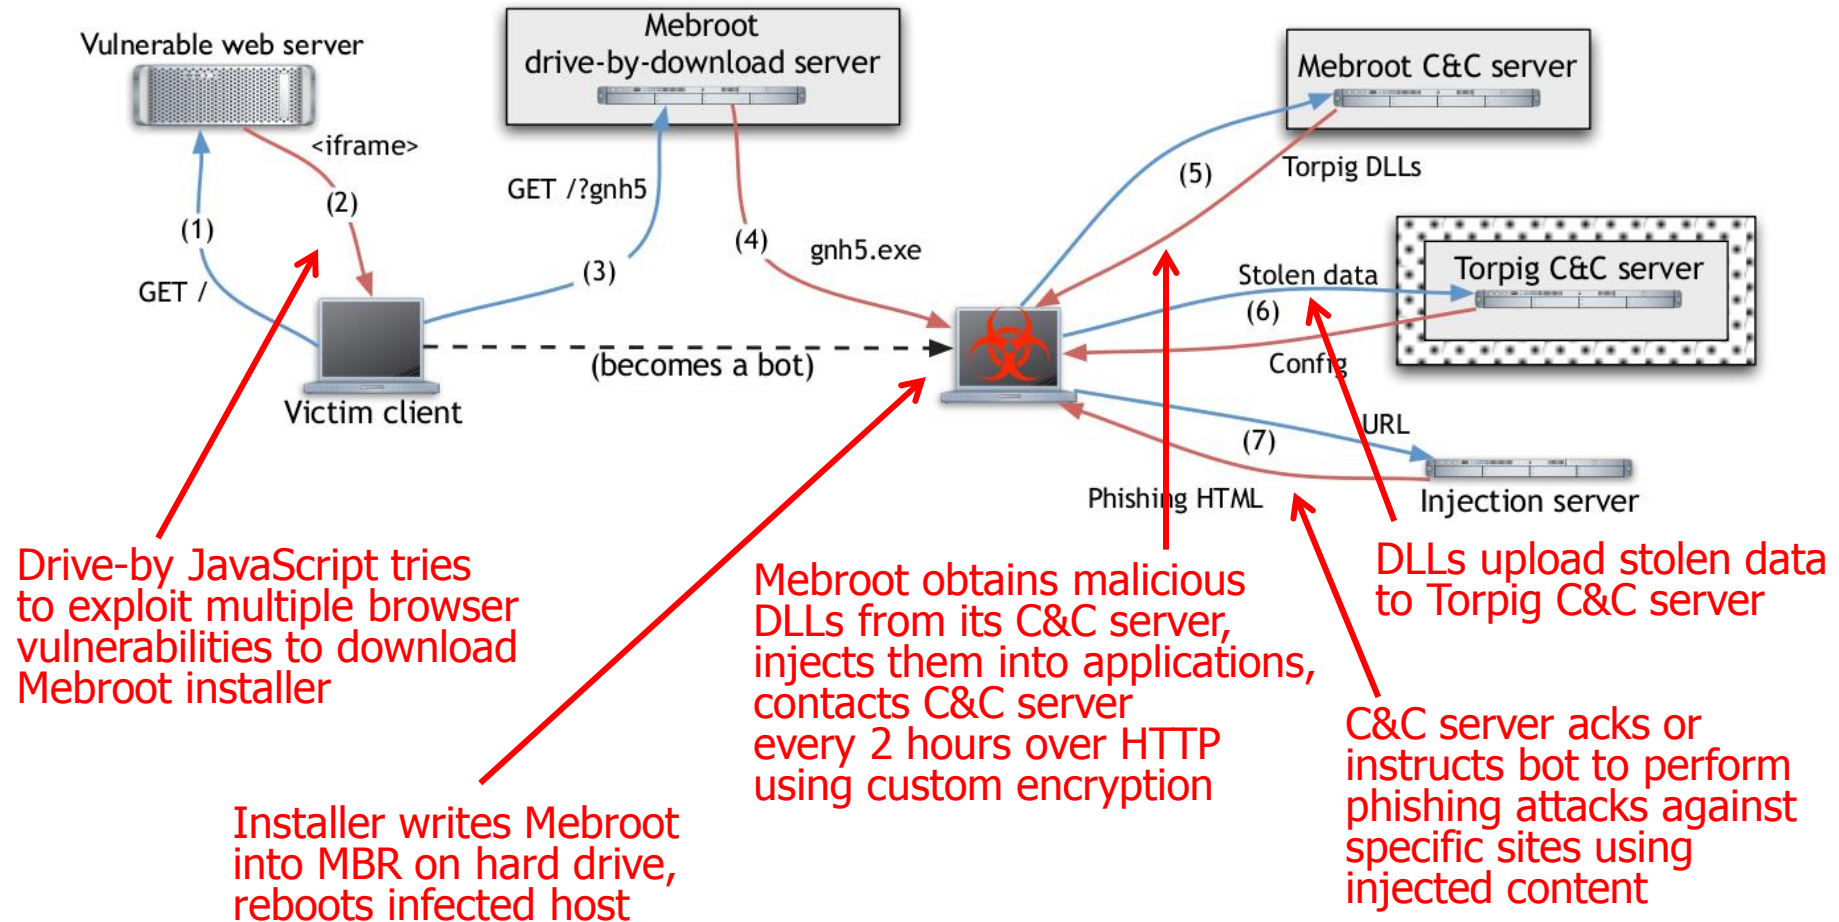 Vulnerable web server
Mebroot
drive-by-download server
Mebroot C&C server
<iframe>
GET /?gnh5
(1)
(2)
(3)
(4)
(5)
Torpig DLLs
gnh5.exe
GET /
Stolen data
(6)
Torpig C&C server
Config
(becomes a bot)
Victim client
URL
(7)
Phishing HTML
Injection server
Drive-by JavaScript tries
to exploit multiple browser
vulnerabilities to download
Mebroot installer
Installer writes Mebroot
into MBR on hard drive,
reboots infected host
Mebroot obtains malicious
DLLs from its C&C server,
injects them into applications,
contacts C&C server
every 2 hours over HTTP
using custom encryption
DLLs upload stolen data
to Torpig C&C server
C&C server acks or
instructs bot to perform
phishing attacks against
specific sites using
injected content